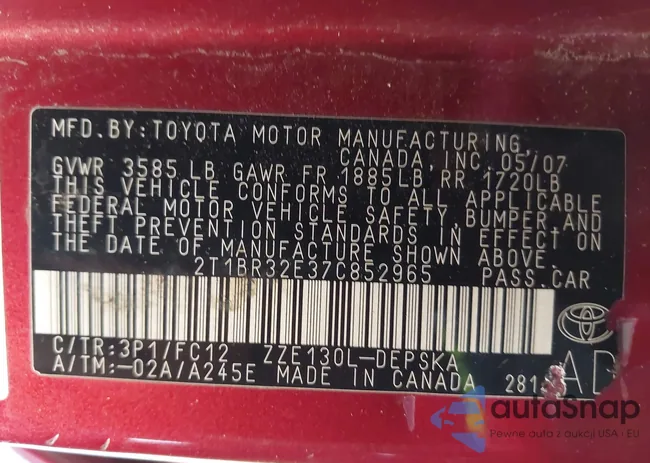 MFD. BY: TOYOTA MOTOR MANUFACTURING,
CANADA, INC. 05/07
GVWR 3585 LB GAWR FR 1885LB, RR 1720LB
THIS VEHICLE CONFORMS TO ALL APPLICABLE
FEDERAL MOTOR VEHICLE SAFETY, BUMPER, AND
THEFT PREVENTION STANDARDS IN EFFECT ON
THE DATE OF MANUFACTURE SHOWN ABOVE.
2T1BR32E37C852965 PASS. CAR
C/TR:3P1/FC12 ZZE130L-DEPSKA
A/TM:-02A/A245E MADE IN CANADA
autoSnap
Pewne auta z aukcji USA i EU